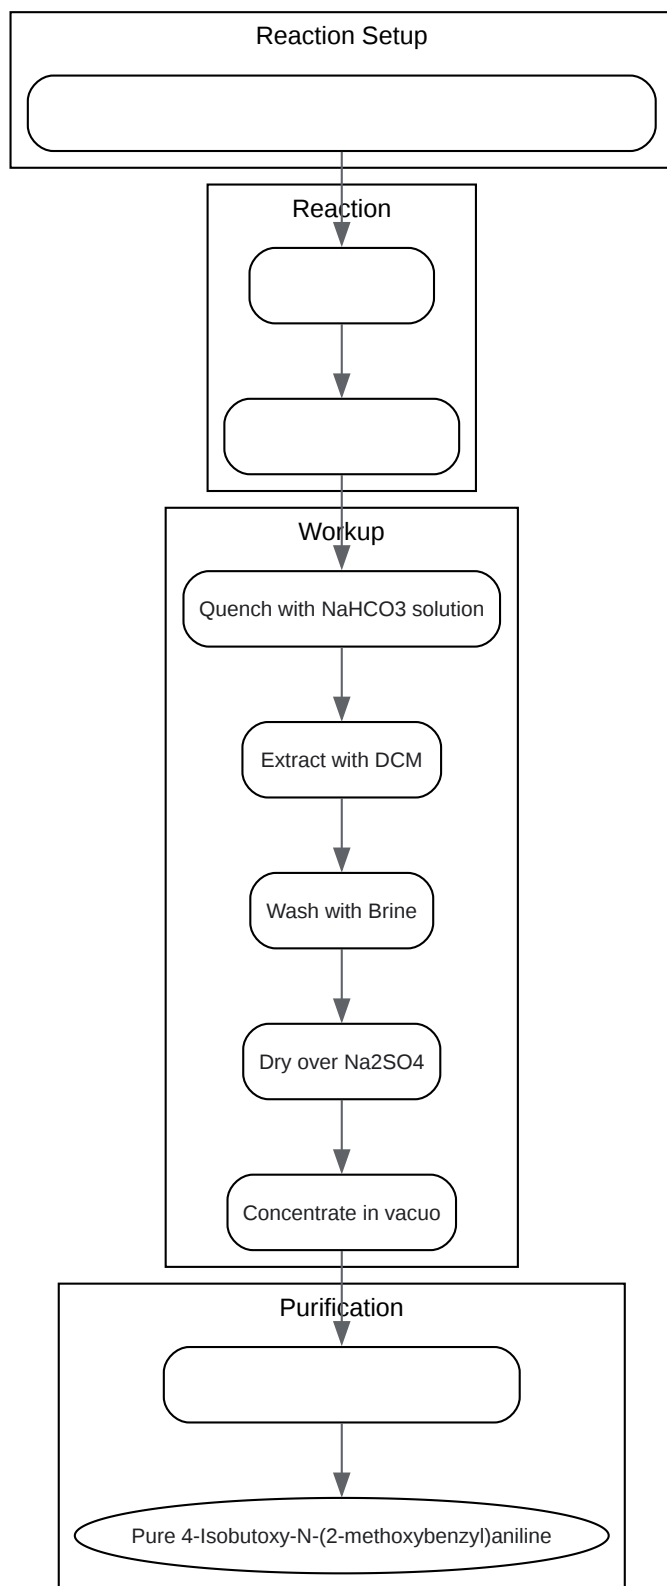 Reaction Setup
Reaction
Workup
Quench with NaHCO3 solution
Extract with DCM
Wash with Brine
Dry over Na2SO4
Concentrate in vacuo
Purification
Pure 4-Isobutoxy-N-(2-methoxybenzyl)aniline